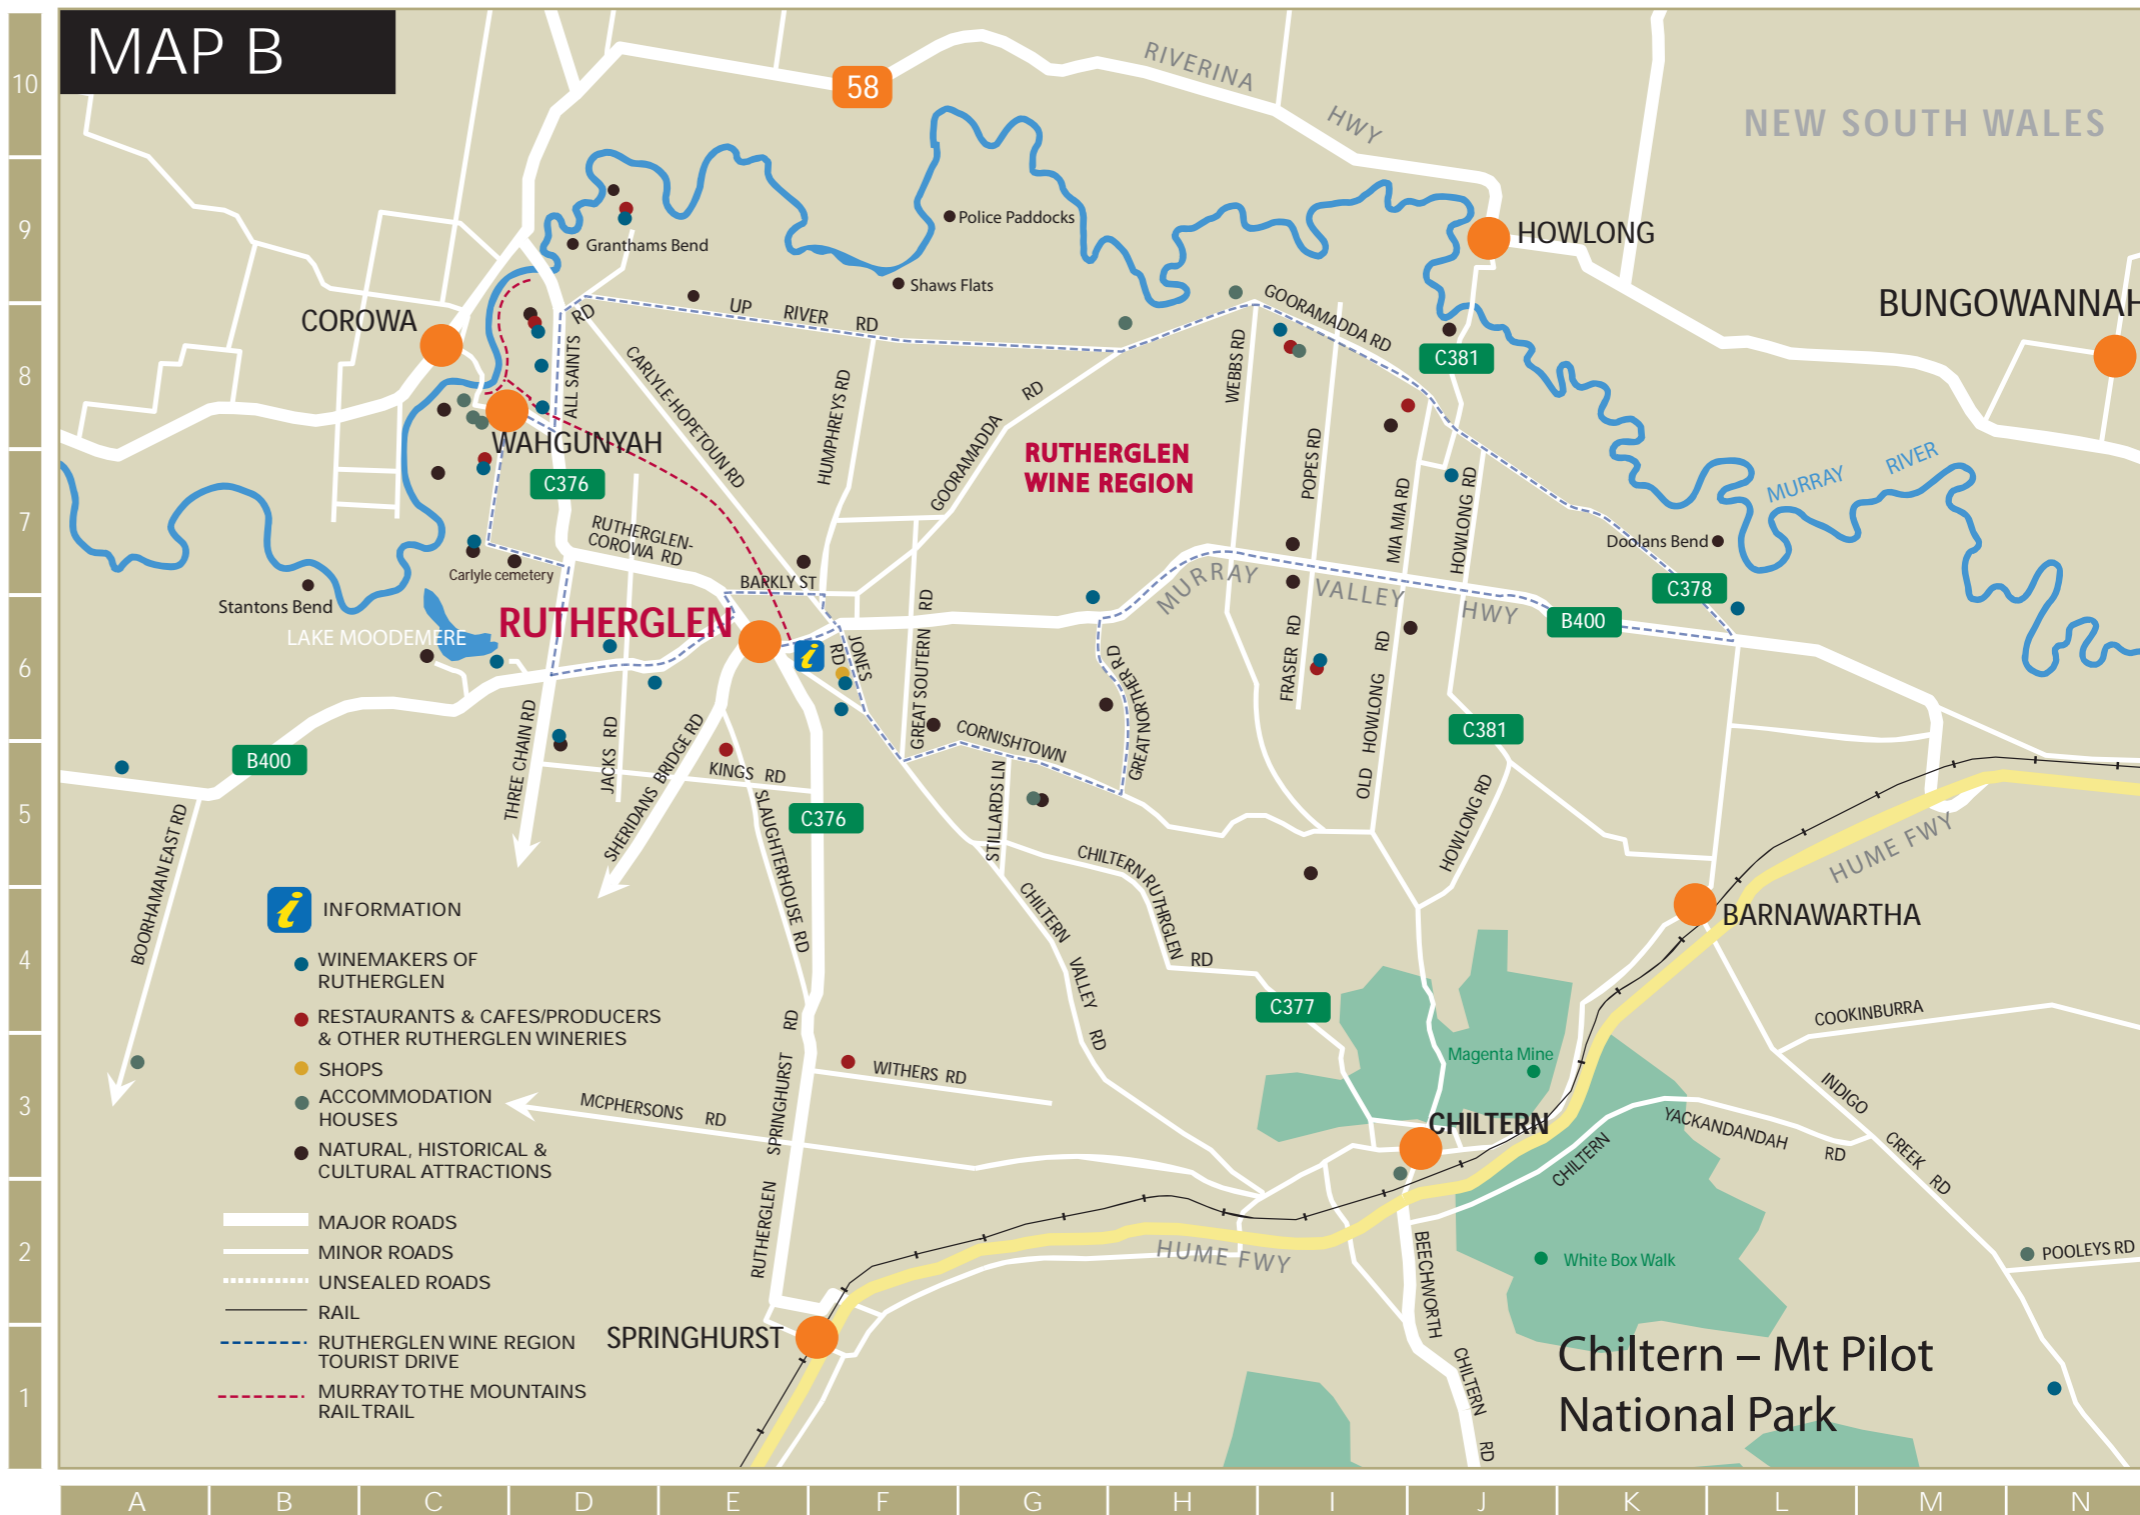 MAP B
10
9
8
7
6
5
4
3
2
1
58
RIVERINA
HWY
NEW SOUTH WALES
Police Paddocks
Granthams Bend
Shaws Flats
HOWLONG
COROWA
BUNGOWANNAH
UP RIVER RD
GOORAMADDA RD
ALL SAINTS RD
CARLYLE-HOPETOUN RD
HUMPHREYS RD
GOORAMADDA RD
WEBBS RD
C381
WAHGUNYAH
RUTHERGLEN
WINE REGION
POPES RD
MIA MIA RD
HOWLONG RD
MURRAY RIVER
C376
RUTHERGLEN-
COROWA RD
Doolans Bend
Carlyle cemetery
BARKLY ST
Stantons Bend
MURRAY VALLEY HWY
C378
B400
LAKE MOODEMERE
RUTHERGLEN
i
JONES RD
GREAT SOUTERN RD
GREAT NORTHERN RD
FRASER RD
OLD HOWLONG RD
CORNISHTOWN
C381
THREE CHAIN RD
JACKS RD
SHERIDANS BRIDGE RD
KINGS RD
B400
C376
SLAUGHTERHOUSE RD
STILLARDS LN
CHILTERN RUTHRGLEN RD
HOWLONG RD
HUME FWY
BOORHAMAN EAST RD
CHILTERN VALLEY RD
BARNAWARTHA
i INFORMATION
WINEMAKERS OF
RUTHERGLEN
RESTAURANTS & CAFES/PRODUCERS
& OTHER RUTHERGLEN WINERIES
SHOPS
ACCOMMODATION
HOUSES
NATURAL, HISTORICAL &
CULTURAL ATTRACTIONS
MAJOR ROADS
MINOR ROADS
UNSEALED ROADS
RAIL
RUTHERGLEN WINE REGION
TOURIST DRIVE
MURRAY TO THE MOUNTAINS
RAIL TRAIL
C377
COOKINBURRA
Magenta Mine
WITHERS RD
MCPHERSONS RD
RUTHERGLEN SPRINGHURST RD
CHILTERN
CHILTERN YACKANDANDAH RD
INDIGO CREEK RD
HUME FWY
BEECHWORTH CHILTERN RD
White Box Walk
POOLEYS RD
SPRINGHURST
Chiltern – Mt Pilot
National Park
A B C D E F G H I J K L M N